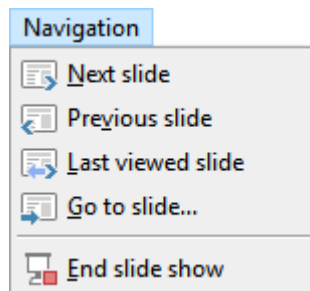 Navigation
Next slide
Previous slide
Last viewed slide
Go to slide...
End slide show